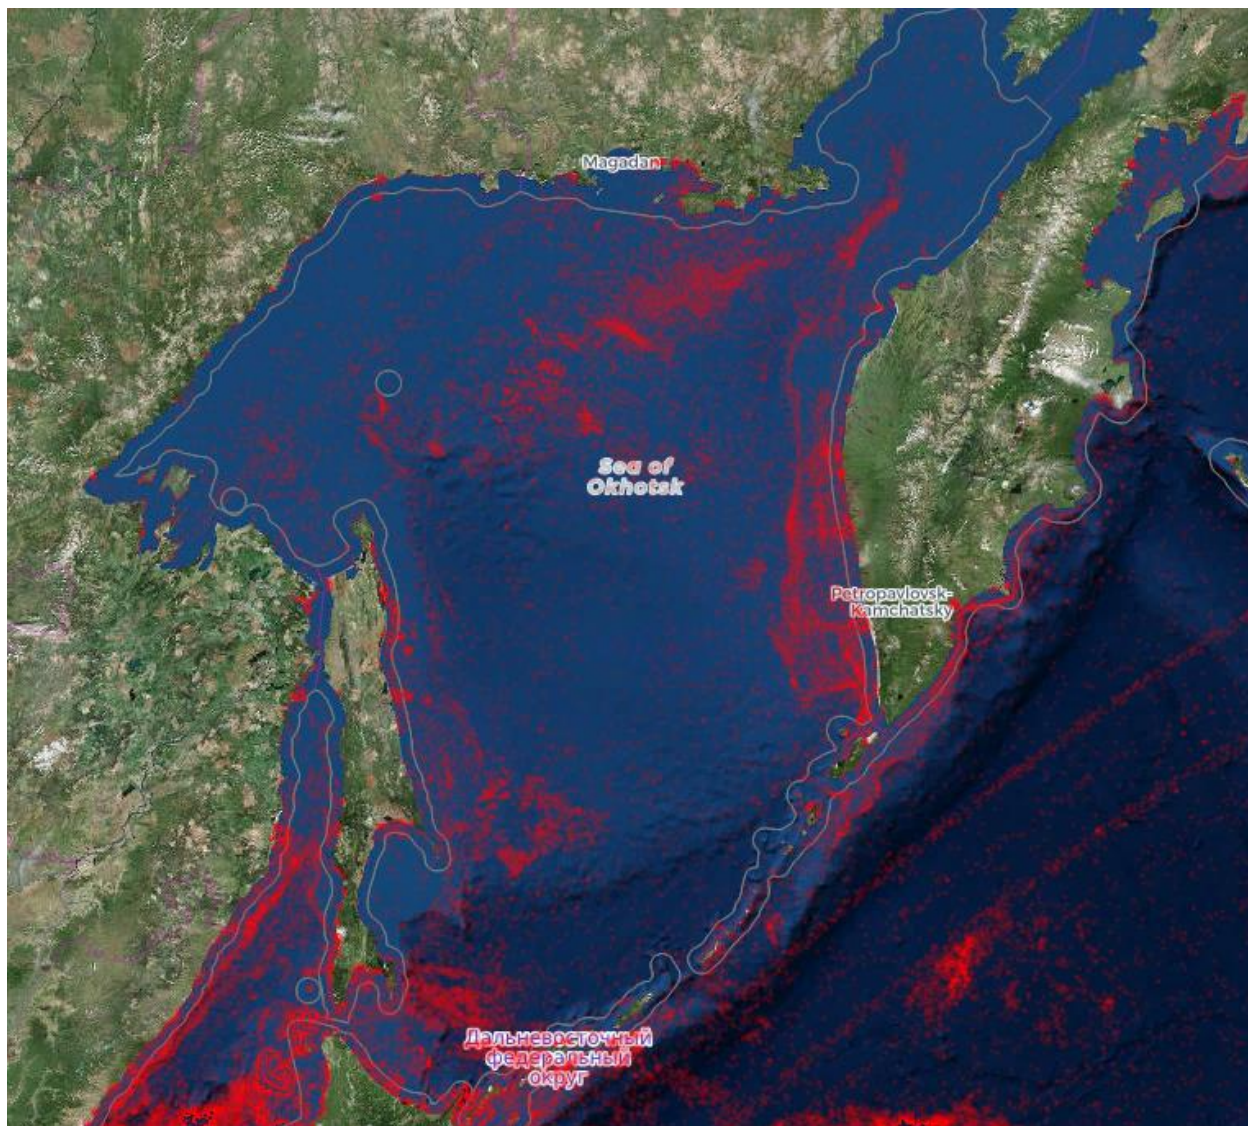 Magadan
Sea of
Okhotsk
Petropavlovsk-
Kamchatsky
Дальневосточный
федеральный
округ